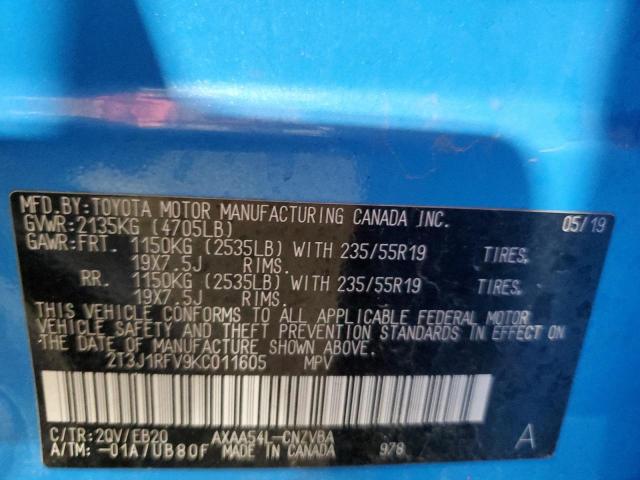 MFD.BY:TOYOTA MOTOR MANUFACTURING CANADA INC. 05/19
GVWR:2135KG (4705LB)
GAWR:FRT. 1150KG (2535LB) WITH 235/55R19 TIRES,
19X7.5J RIMS.
RR. 1150KG (2535LB) WITH 235/55R19 TIRES,
19X7.5J RIMS.
THIS VEHICLE CONFORMS TO ALL APPLICABLE FEDERAL MOTOR
VEHICLE SAFETY AND THEFT PREVENTION STANDARDS IN EFFECT ON
THE DATE OF MANUFACTURE SHOWN ABOVE.
2T3J1RFV9KC011605 MPV
C/TR:2QV/EB20 AXAA54L-CNZVBA A
A/TM: -01A/UB80F MADE IN CANADA 978